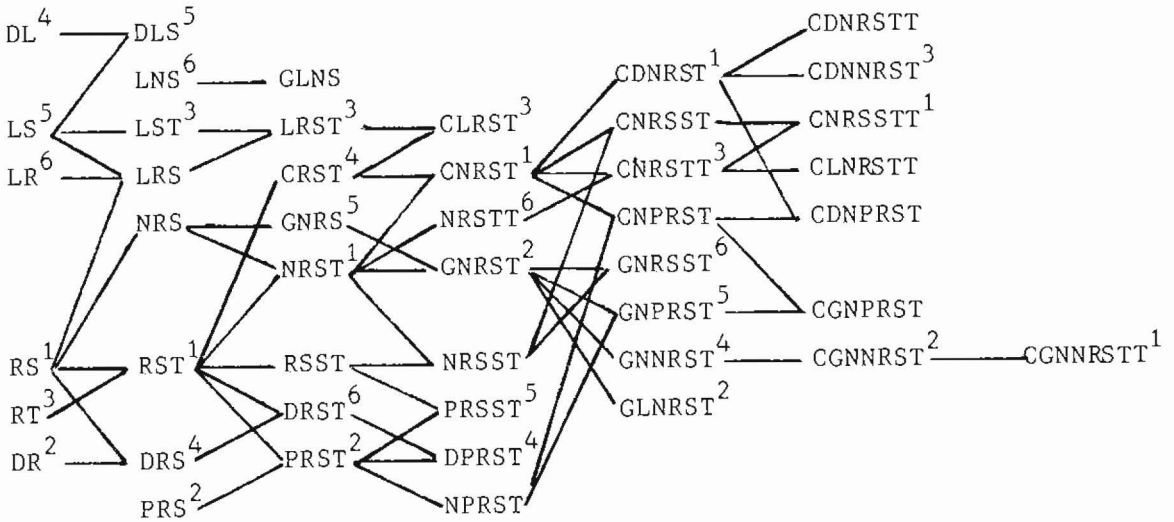 CDNRSTT
DL⁴ DLS⁵
LNS⁶ GLNS CDNRST¹ CDNNRST³
LS⁵ LST³ LRST³ CLRST³ CNRSST CNRSSTT¹
LR⁶ LRS CRST⁴ CNRST¹ CNRSTT³ CLNRSTT
NRS GNRS⁵ NRSTT⁶ CNPRST CDNPRST
NRST¹ GNRST² GNRSST⁶
GNPRST⁵ CGNPRST
RS¹ RST¹ RSST NRSST GNNRST⁴ CGNNRST² CGNNRSTT¹
RT³ DRST⁶ PRSST⁵ GLNRST²
DR² DRS⁴ PRST² DPRST⁴
PRS² NPRST